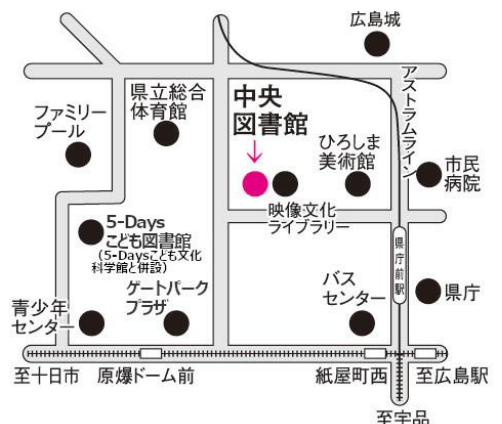 広島城
県立総合
体育館
中央
図書館
アストラムライン
ファミリー
プール
ひろしま
美術館
市民
病院
映像文化
ライブラリー
5-Days
こども図書館
(5-Daysこども文化
科学館と併設)
県庁前駅
ゲートパーク
プラザ
バス
センター
県庁
青少年
センター
至十日市
原爆ドーム前
紙屋町西
至広島駅
至宇品